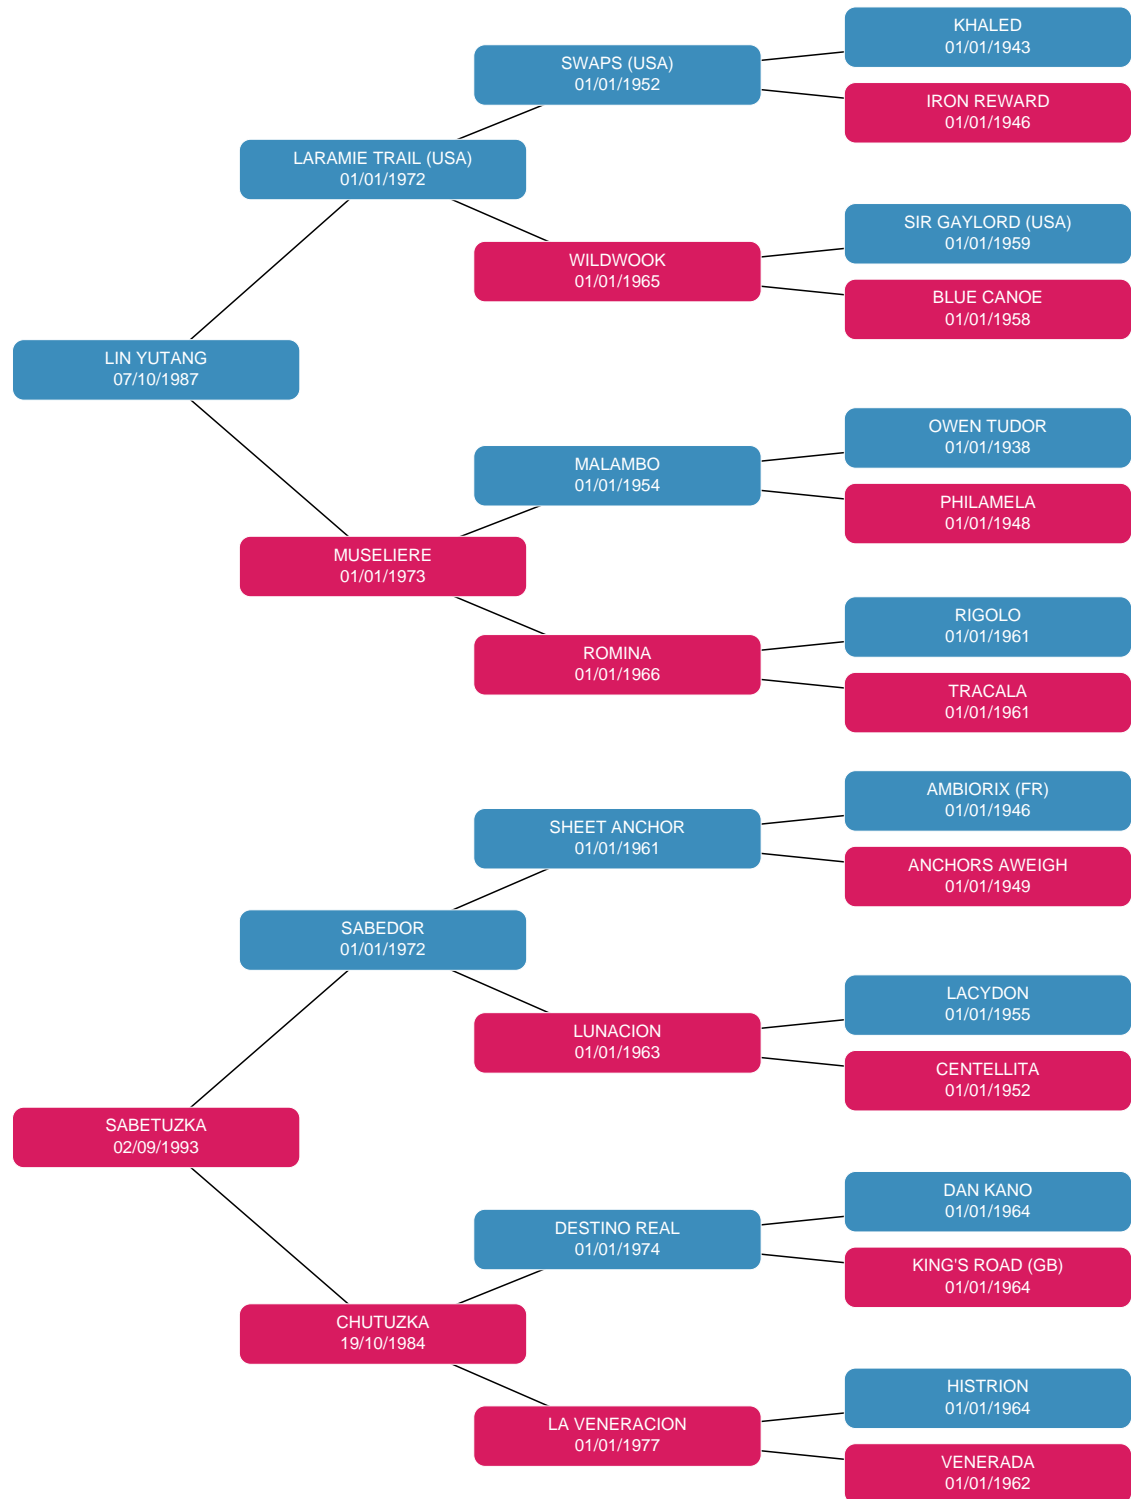 KHALED
01/01/1943
SWAPS (USA)
01/01/1952
IRON REWARD
01/01/1946
LARAMIE TRAIL (USA)
01/01/1972
SIR GAYLORD (USA)
01/01/1959
WILDWOOK
01/01/1965
BLUE CANOE
01/01/1958
LIN YUTANG
07/10/1987
OWEN TUDOR
01/01/1938
MALAMBO
01/01/1954
PHILAMELA
01/01/1948
MUSELIERE
01/01/1973
RIGOLO
01/01/1961
ROMINA
01/01/1966
TRACALA
01/01/1961
AMBIORIX (FR)
01/01/1946
SHEET ANCHOR
01/01/1961
ANCHORS AWEIGH
01/01/1949
SABEDOR
01/01/1972
LACYDON
01/01/1955
LUNACION
01/01/1963
CENTELLITA
01/01/1952
SABETUZKA
02/09/1993
DAN KANO
01/01/1964
DESTINO REAL
01/01/1974
KING'S ROAD (GB)
01/01/1964
CHUTUZKA
19/10/1984
HISTRION
01/01/1964
LA VENERACION
01/01/1977
VENERADA
01/01/1962